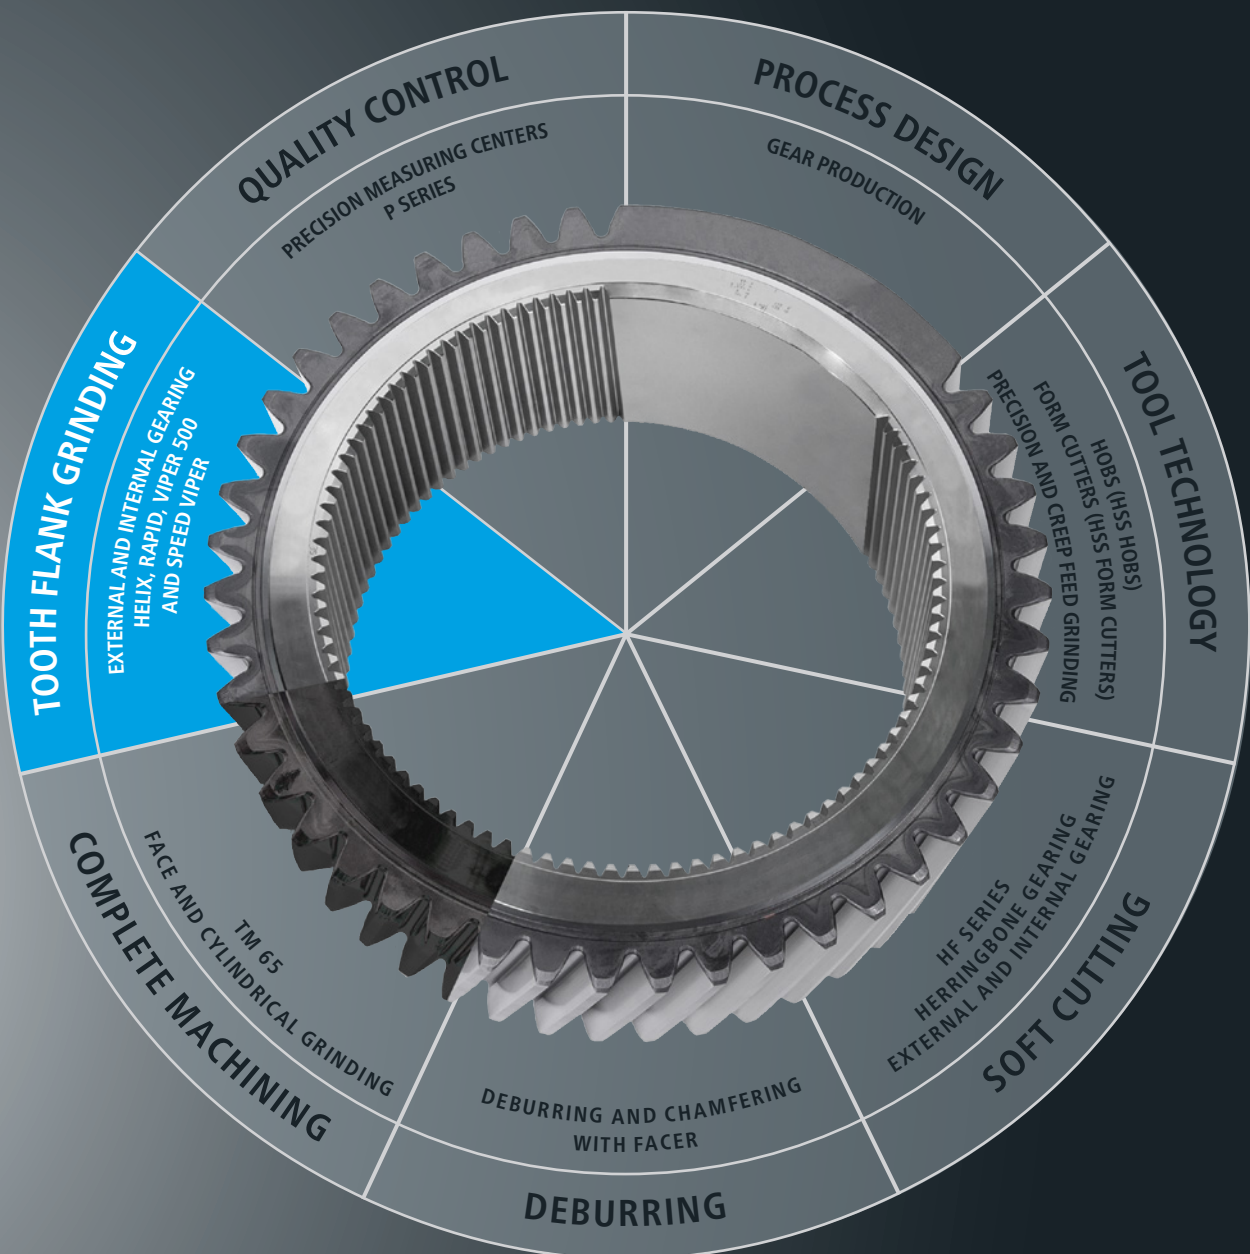 PROCESS DESIGN
GEAR PRODUCTION
TOOL TECHNOLOGY
HOBS (HSS HOBS)
FORM CUTTERS (HSS FORM CUTTERS)
PRECISION AND CREEP FEED GRINDING
SOFT CUTTING
HF SERIES
HERRINGBONE GEARING
EXTERNAL AND INTERNAL GEARING
DEBURRING AND CHAMFERING
WITH FACER
DEBURRING
TM 65
FACE AND CYLINDRICAL GRINDING
COMPLETE MACHINING
TOOTH FLANK GRINDING
EXTERNAL AND INTERNAL GEARING
HELIX, RAPID, VIPER 500
AND SPEED VIPER
QUALITY CONTROL
PRECISION MEASURING CENTERS
P SERIES